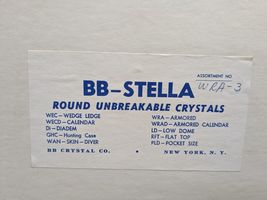 ASSORTMENT NO.
WRA-3
BB-STELLA
ROUND UNBREAKABLE CRYSTALS
WEC-WEDGE LEDGE
WECD-CALENDAR
DI-DIADEM
GHC-Hunting Case
WAN-SKIN-DIVER
WRA-ARMORED
WRAD-ARMORED CALENDAR
LD-LOW DOME
RFT-FLAT TOP
PLD-POCKET SIZE
BB CRYSTAL CO. • NEW YORK, N. Y.